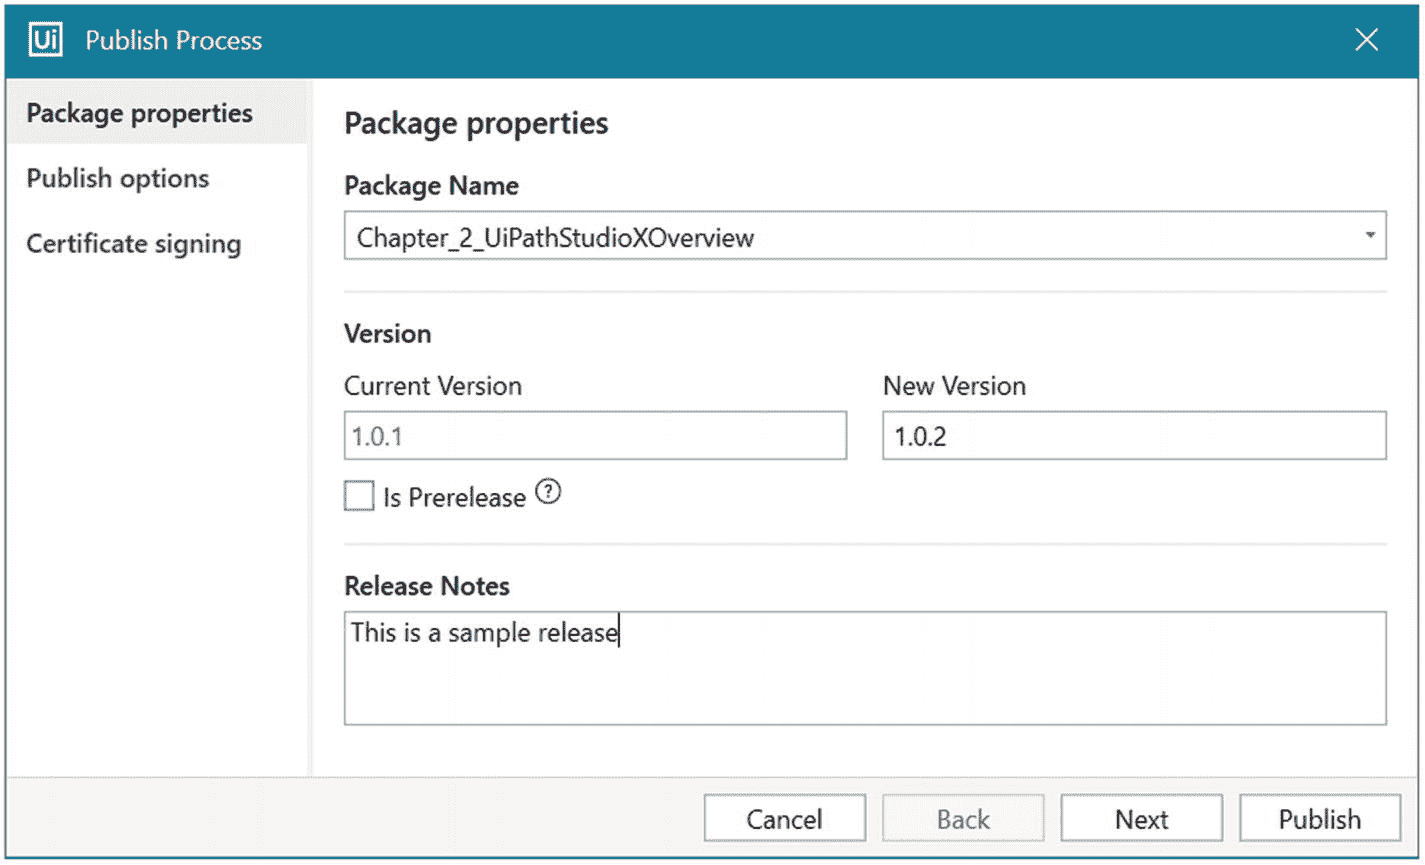 Ui Publish Process
Package properties
Publish options
Certificate signing
Package properties
Package Name
Chapter_2_UiPathStudioXOverview
Version
Current Version
New Version
1.0.1
1.0.2
Is Prerelease ?
Release Notes
This is a sample release
Cancel
Back
Next
Publish